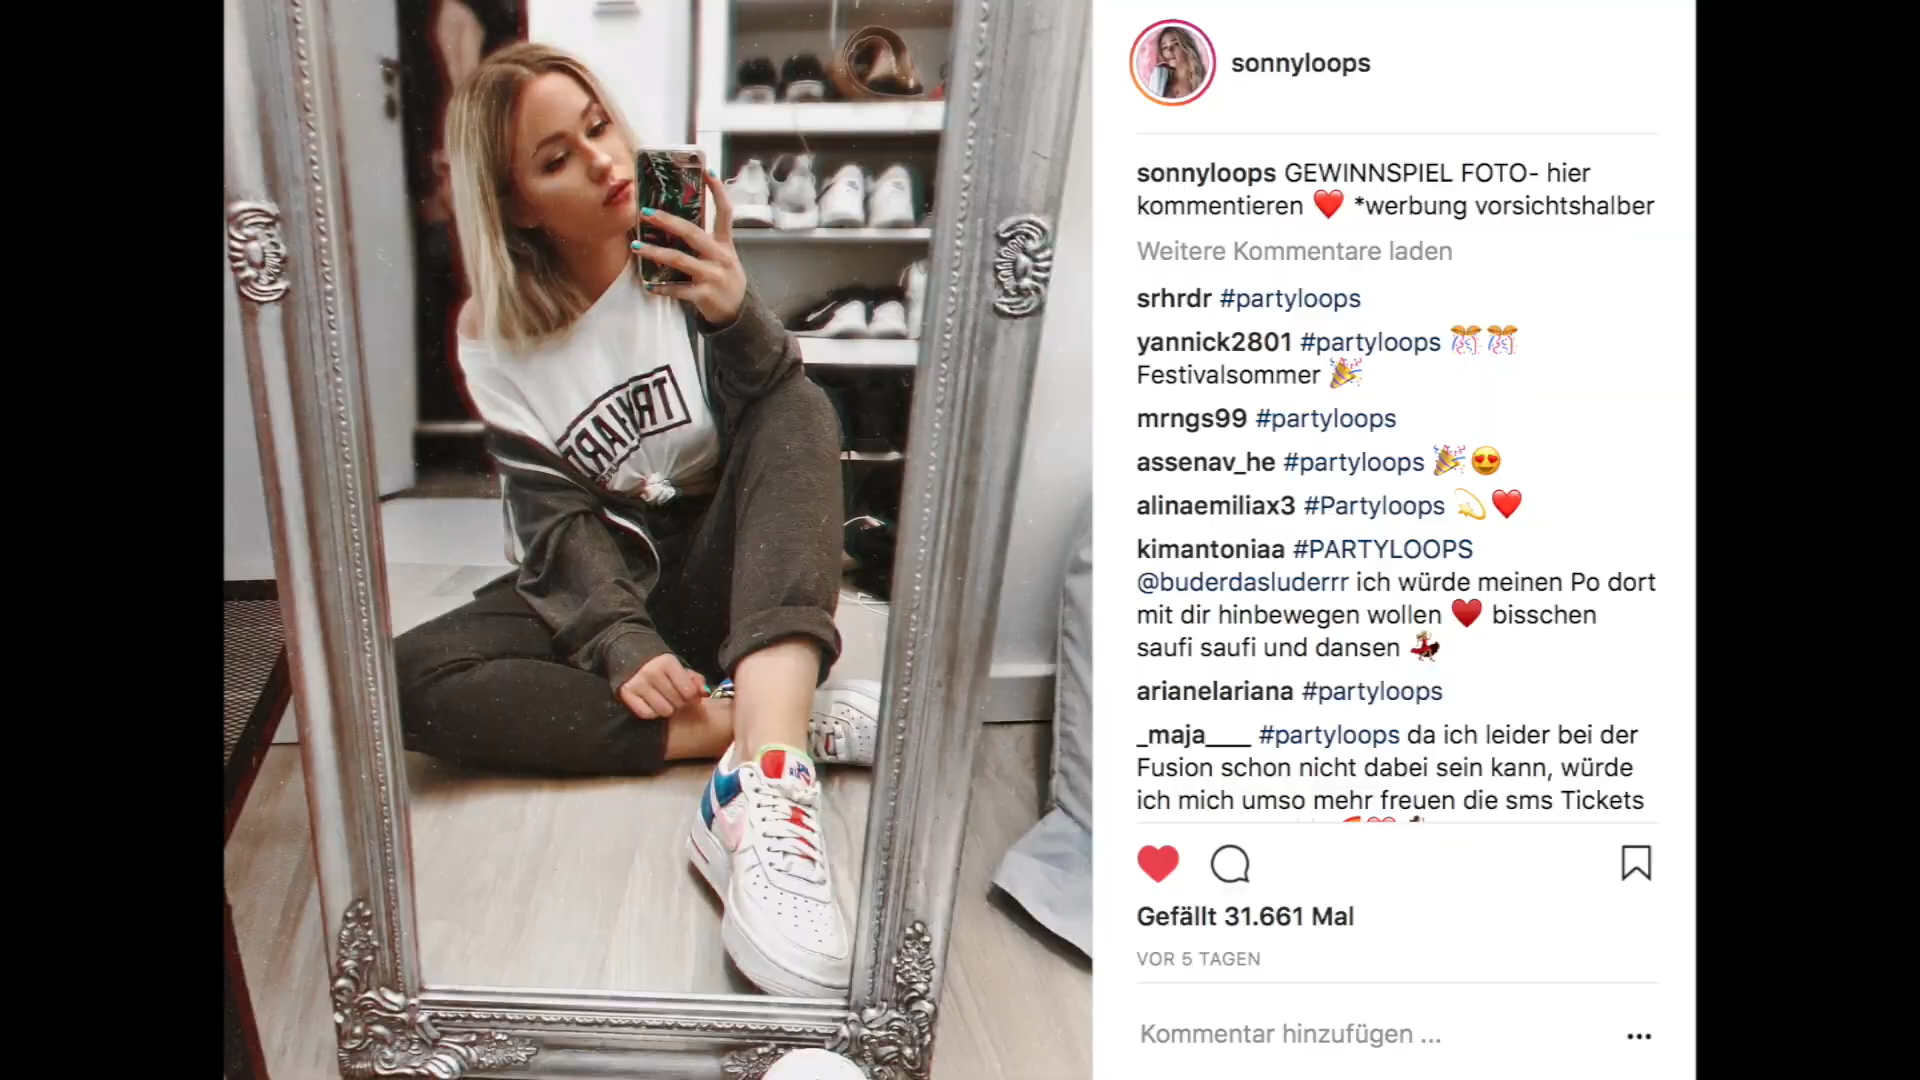 TRYHARD
sonnyloops
sonnyloops GEWINNSPIEL FOTO- hier
kommentieren ❤️ *werbung vorsichtshalber
Weitere Kommentare laden
srhrdr #partyloops
yannick2801 #partyloops 🎊🎊
Festivalsommer 🎉
mrngs99 #partyloops
assenav_he #partyloops 🎉😍
alinaemiliax3 #Partyloops 💫❤️
kimantoniaa #PARTYLOOPS
@buderdasluderrr ich würde meinen Po dort
mit dir hinbewegen wollen ♥️ bisschen
saufi saufi und dansen 💃
arianelariana #partyloops
_maja____ #partyloops da ich leider bei der
Fusion schon nicht dabei sein kann, würde
ich mich umso mehr freuen die sms Tickets
Gefällt 31.661 Mal
VOR 5 TAGEN
Kommentar hinzufügen ...